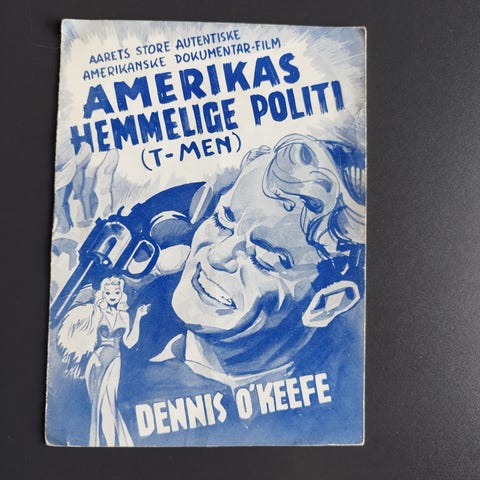 AARETS STORE AUTENTISKE
AMERIKANSKE DOKUMENTAR-FILM
AMERIKAS
HEMMELIGE POLITI
(T-MEN)
DENNIS O'KEEFE